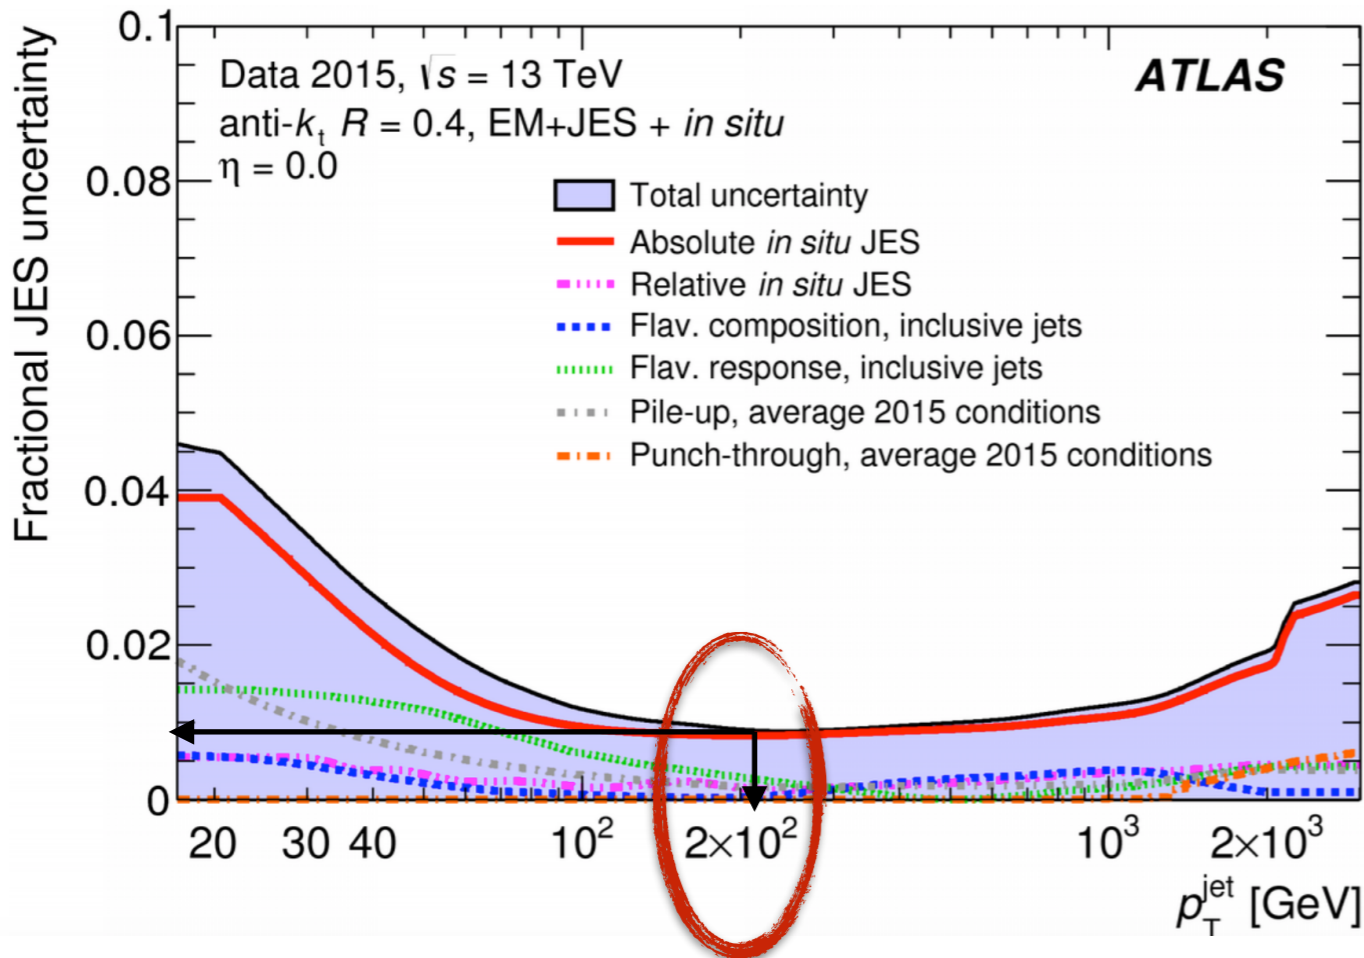 0.1
Data 2015, √s = 13 TeV
ATLAS
anti-kt R = 0.4, EM+JES + in situ
η = 0.0
Fractional JES uncertainty
0.08
Total uncertainty
Absolute in situ JES
Relative in situ JES
Flav. composition, inclusive jets
0.06
Flav. response, inclusive jets
Pile-up, average 2015 conditions
Punch-through, average 2015 conditions
0.04
0.02
0
20 30 40 10² 2×10² 10³ 2×10³
pTjet [GeV]